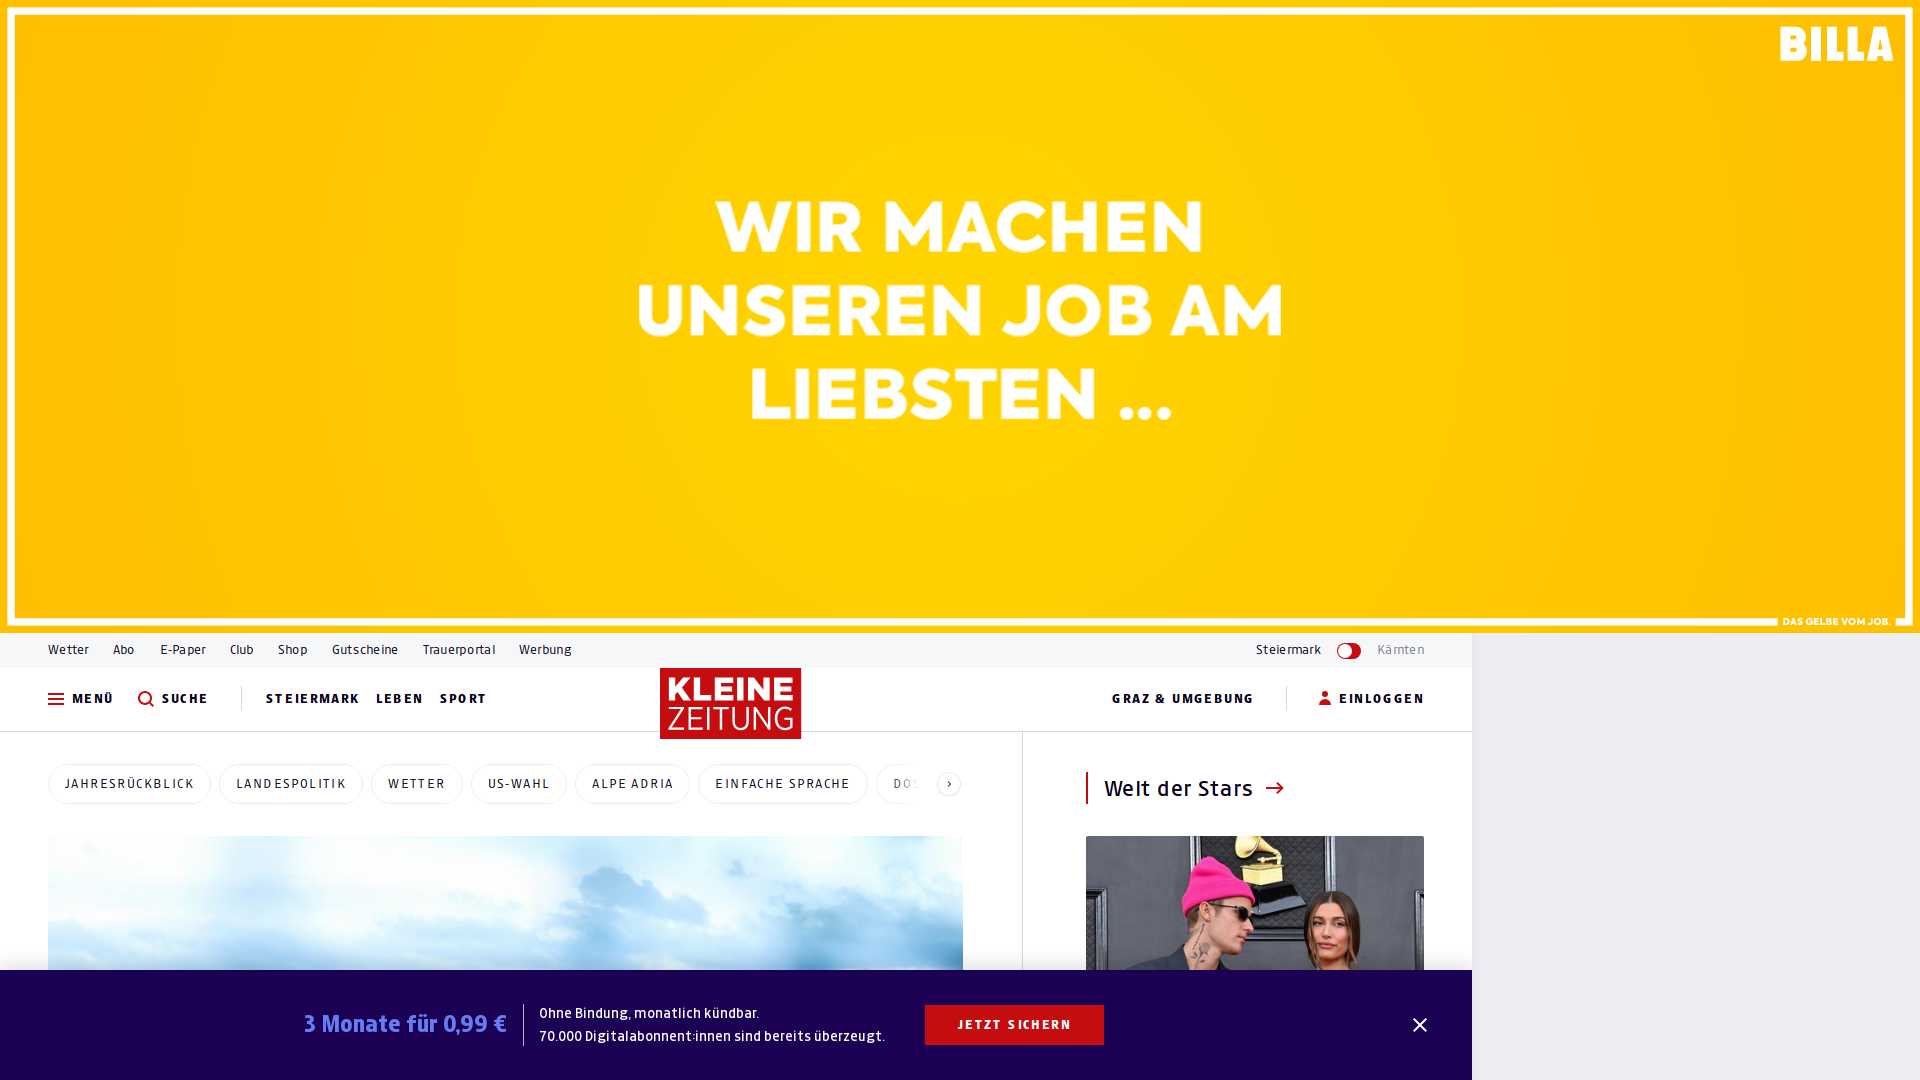 BILLA
WIR MACHEN
UNSEREN JOB AM
LIEBSTEN ...
DAS GELBE VOM JOB.
Wetter Abo E-Paper Club Shop Gutscheine Trauerportal Werbung Steiermark Kärnten
MENÜ SUCHE STEIERMARK LEBEN SPORT KLEINE ZEITUNG GRAZ & UMGEBUNG EINLOGGEN
JAHRESRÜCKBLICK LANDESPOLITIK WETTER US-WAHL ALPE ADRIA EINFACHE SPRACHE
Welt der Stars
3 Monate für 0,99 €
Ohne Bindung, monatlich kündbar.
70.000 Digitalabonnent:innen sind bereits überzeugt.
JETZT SICHERN